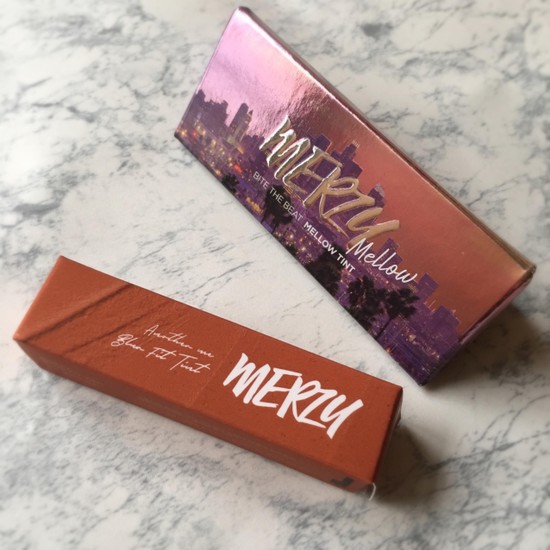 MERZY
Mellow
BITE THE BEAT MELLOW TINT
Another me
Blur Fit Tint
MERZY